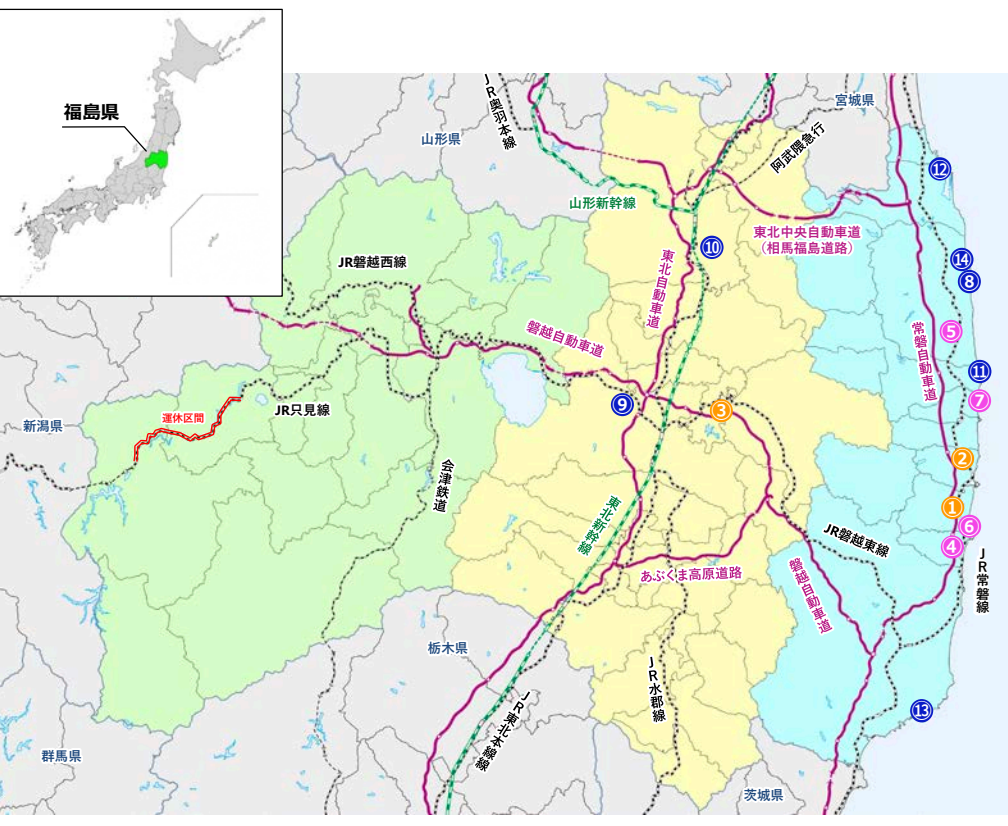 福島県
宮城県
山形県
JR奥羽本線
阿武隈急行
⑫
山形新幹線
東北中央自動車道
(相馬福島道路)
⑩
⑭
⑧
JR磐越西線
東北自動車道
磐越自動車道
常磐自動車道
⑤
⑪
⑦
⑨
③
JR只見線
運休区間
新潟県
②
会津鉄道
①
東北新幹線
⑥
④
JR磐越東線
JR常磐線
磐越自動車道
あぶくま高原道路
栃木県
JR水郡線
JR東北本線線
⑬
群馬県
茨城県